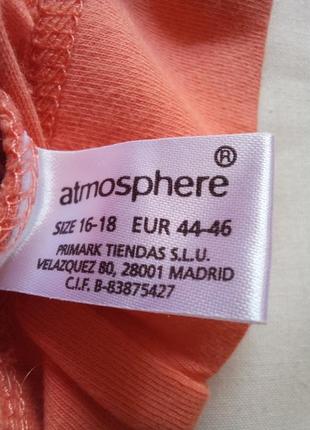 atmosphere®
SIZE 16-18 EUR 44-46
PRIMARK TIENDAS S.L.U.
VELAZQUEZ 80, 28001 MADRID
C.I.F. B-83875427